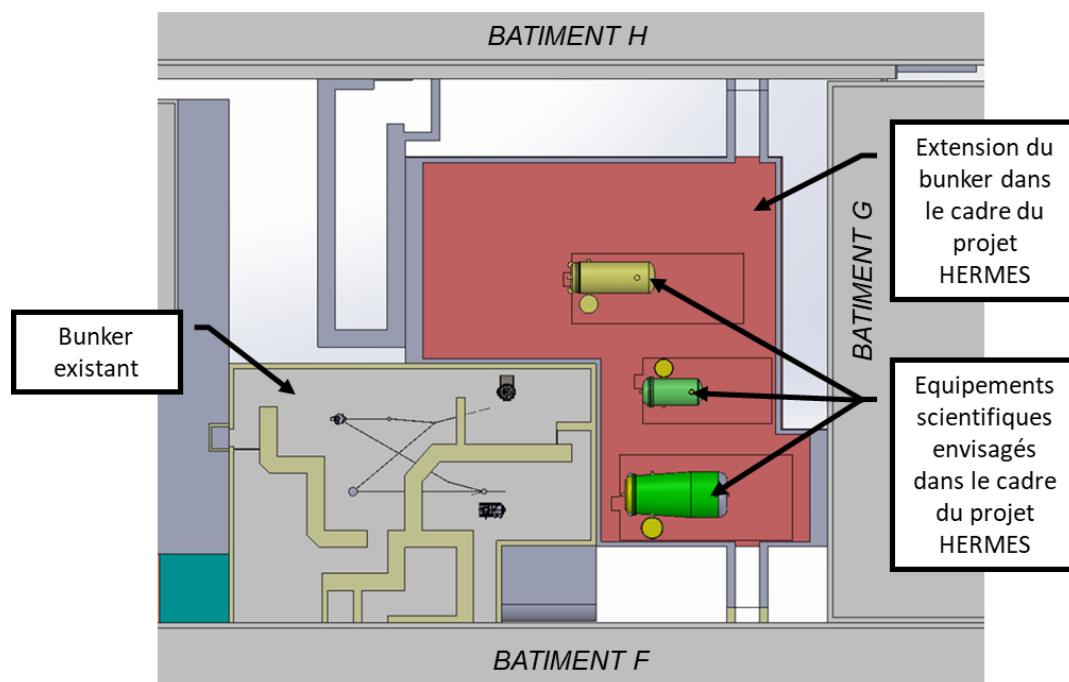 BATIMENT H
Extension du
bunker dans
le cadre du
projet
HERMES
BATIMENT G
Bunker
existant
Equipements
scientifiques
envisagés
dans le cadre
du projet
HERMES
BATIMENT F